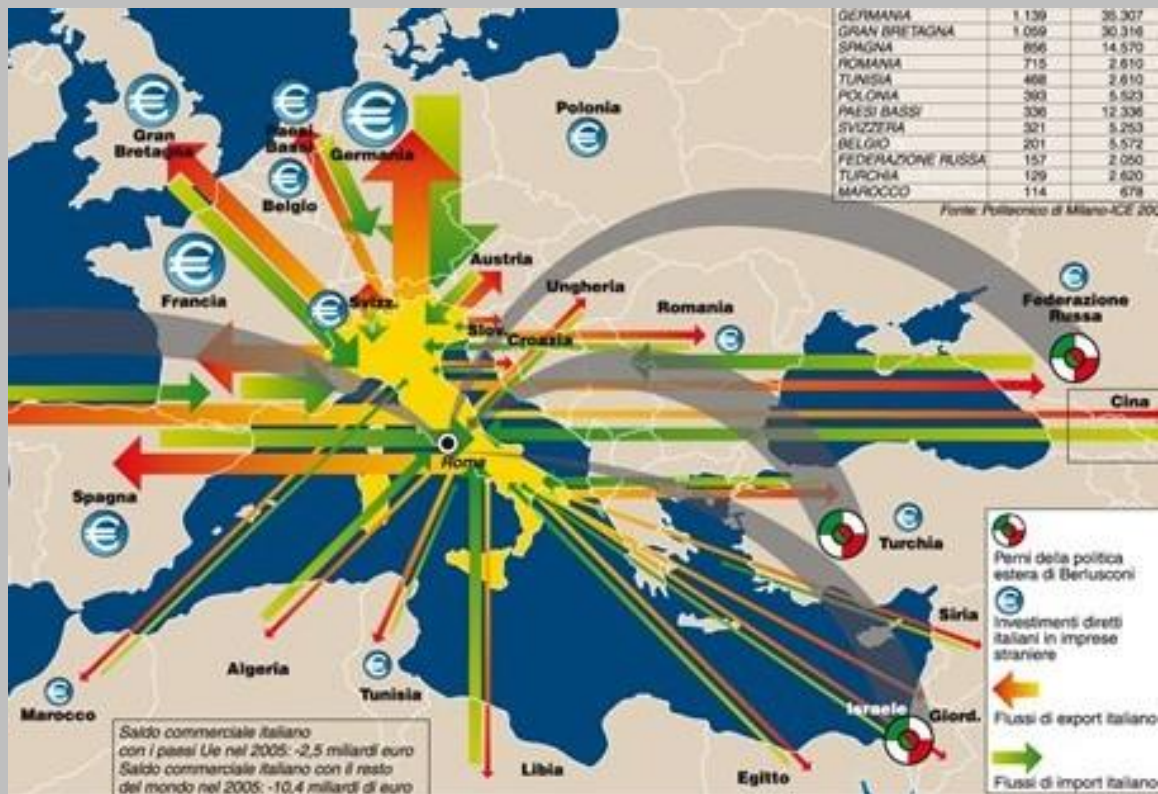 GERMANIA 1.139 35.307
GRAN BRETAGNA 1.059 30.316
SPAGNA 856 14.570
ROMANIA 715 2.610
TUNISIA 468 2.610
POLONIA 393 5.523
PAESI BASSI 336 12.336
SVIZZERA 321 5.253
BELGIO 201 5.572
FEDERAZIONE RUSSA 157 2.050
TURCHIA 129 2.620
MAROCCO 114 678
Fonte: Politecnico di Milano-ICE 200
Polonia
Gran
Bretagna
Paesi
Bassi
Germania
Belgio
Austria
Ungheria
Francia
Svizz.
Romania
Federazione
Russa
Slov.
Croazia
Cina
Roma
Spagna
Turchia
Siria
Algeria
Tunisia
Marocco
Israele
Giord.
Libia
Egitto
Perni della politica
estera di Berlusconi
Investimenti diretti
italiani in imprese
straniere
Flussi di export italiano
Flussi di import italiano
Saldo commerciale italiano
con i paesi Ue nel 2005: -2,5 miliardi euro
Saldo commerciale italiano con il resto
del mondo nel 2005: -10,4 miliardi di euro